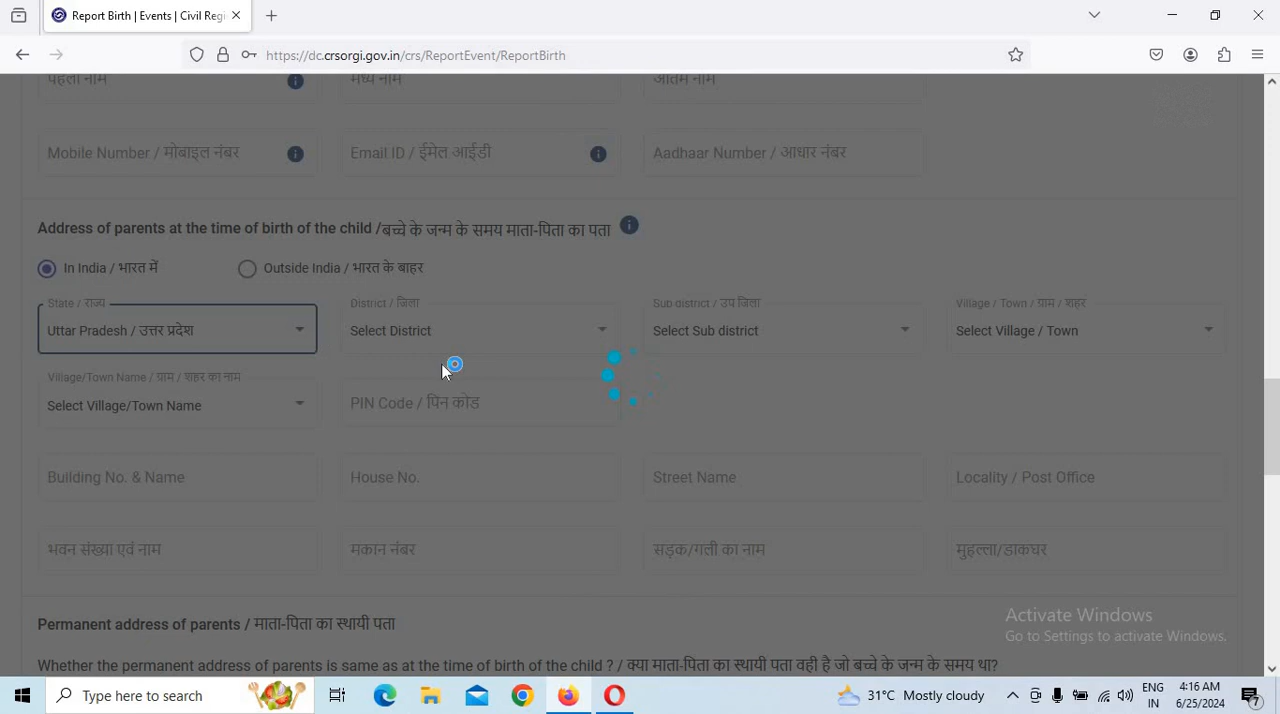 Report Birth | Events | Civil Regi
https://dc.crsorgi.gov.in/crs/ReportEvent/ReportBirth
पहला नाम
मध्य नाम
अंतिम नाम
Mobile Number / मोबाइल नंबर
Email ID / ईमेल आईडी
Aadhaar Number / आधार नंबर
Address of parents at the time of birth of the child /बच्चे के जन्म के समय माता-पिता का पता
In India / भारत में
Outside India / भारत के बाहर
State / राज्य
District / जिला
Sub district / उप जिला
Village / Town / ग्राम / शहर
Uttar Pradesh / उत्तर प्रदेश
Select District
Select Sub district
Select Village / Town
Village/Town Name / ग्राम / शहर का नाम
Select Village/Town Name
PIN Code / पिन कोड
Building No. & Name
House No.
Street Name
Locality / Post Office
भवन संख्या एवं नाम
मकान नंबर
सड़क/गली का नाम
मुहल्ला/डाकघर
Permanent address of parents / माता-पिता का स्थायी पता
Activate Windows
Go to Settings to activate Windows.
Whether the permanent address of parents is same as at the time of birth of the child ? / क्या माता-पिता का स्थायी पता वही है जो बच्चे के जन्म के समय था?
Type here to search
31°C Mostly cloudy
ENG
IN
4:16 AM
6/25/2024
7